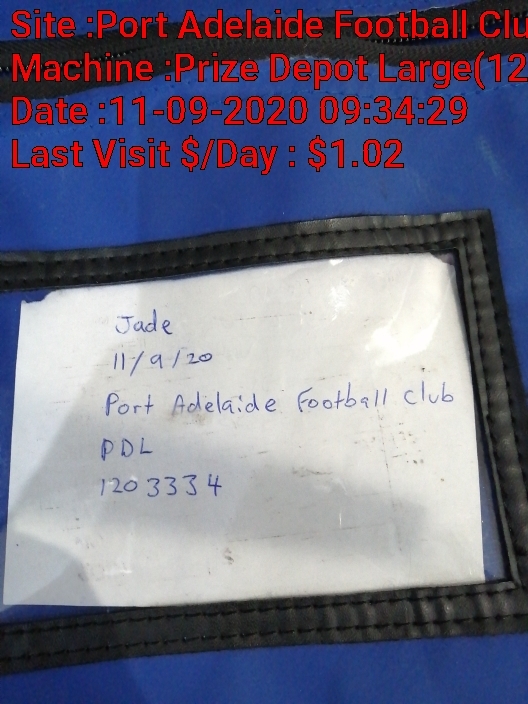 Site :Port Adelaide Football Clu
Machine :Prize Depot Large(12
Date :11-09-2020 09:34:29
Last Visit $/Day : $1.02
Jade
11/9/20
Port Adelaide Football Club
PDL
1203334